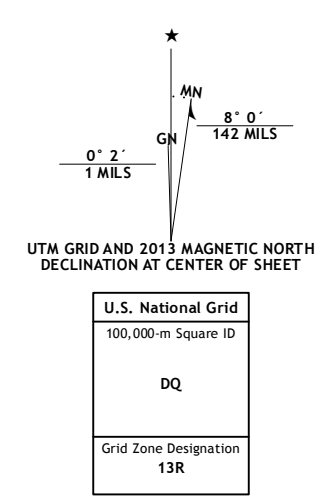 ★
MN
GN
8° 0´
142 MILS
0° 2´
1 MILS
UTM GRID AND 2013 MAGNETIC NORTH
DECLINATION AT CENTER OF SHEET
U.S. National Grid
100,000-m Square ID
DQ
Grid Zone Designation
13R